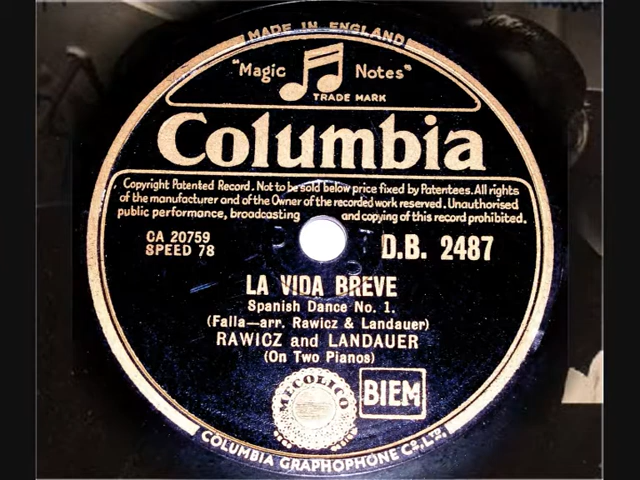 MADE IN ENGLAND
"Magic Notes"
TRADE MARK
Columbia
Copyright Patented Record. Not to be sold below price fixed by Patentees. All rights
of the manufacturer and of the Owner of the recorded work reserved. Unauthorised
public performance, broadcasting and copying of this record prohibited.
CA 20759
SPEED 78
D.B. 2487
LA VIDA BREVE
Spanish Dance No. 1.
(Falla—arr. Rawicz & Landauer)
RAWICZ and LANDAUER
(On Two Pianos)
MECOLICO
BIEM
COLUMBIA GRAPHOPHONE Co., Ltd.